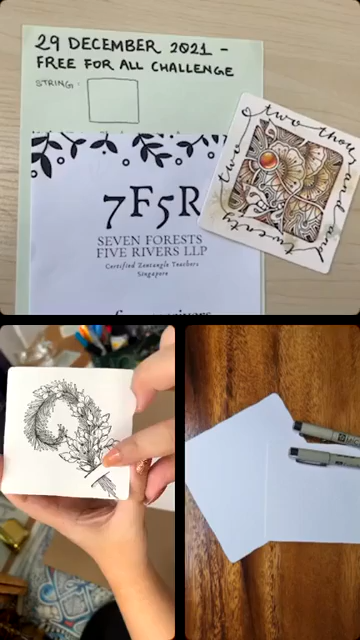 29 DECEMBER 2021 -
FREE FOR ALL CHALLENGE
STRING:
7F5R
SEVEN FORESTS
FIVE RIVERS LLP
Certified Zentangle Teachers
Singapore
two thousand and
twenty two